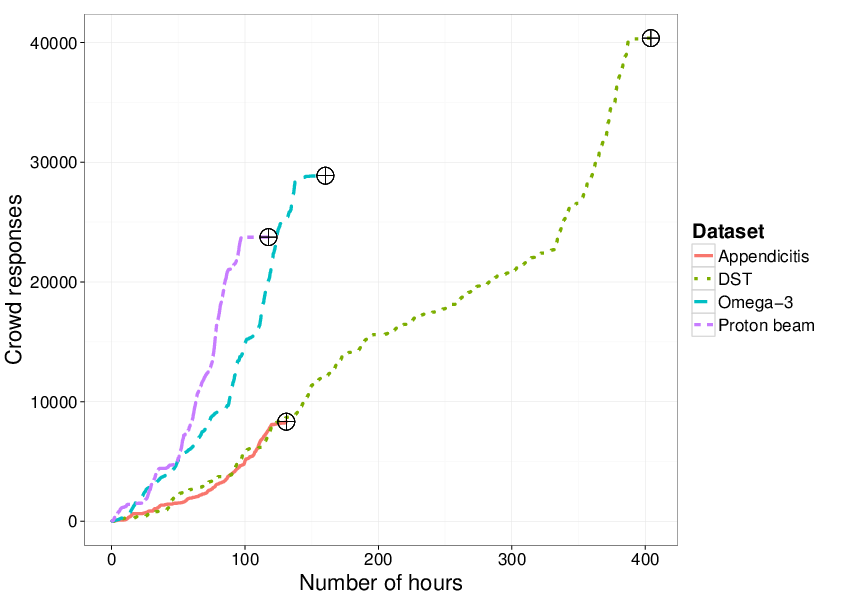 40000
30000
20000
10000
0
Crowd responses
0 100 200 300 400
Number of hours
Dataset
Appendicitis
DST
Omega−3
Proton beam